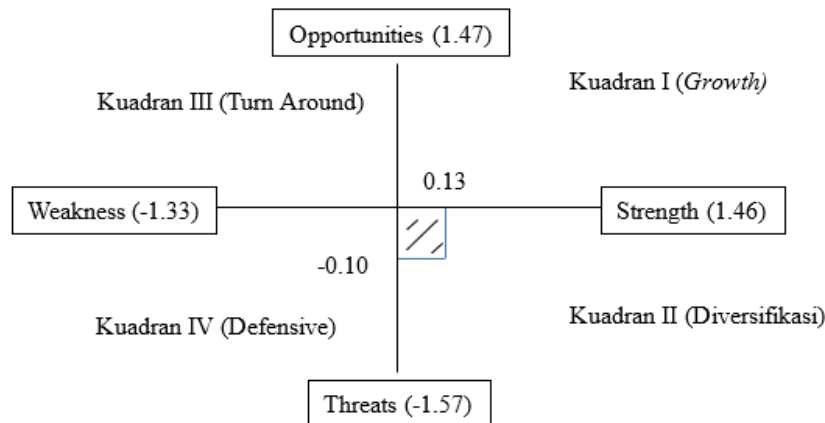 Opportunities (1.47)
Kuadran I (Growth)
Kuadran III (Turn Around)
0.13
Weakness (-1.33)
Strength (1.46)
-0.10
Kuadran II (Diversifikasi)
Kuadran IV (Defensive)
Threats (-1.57)